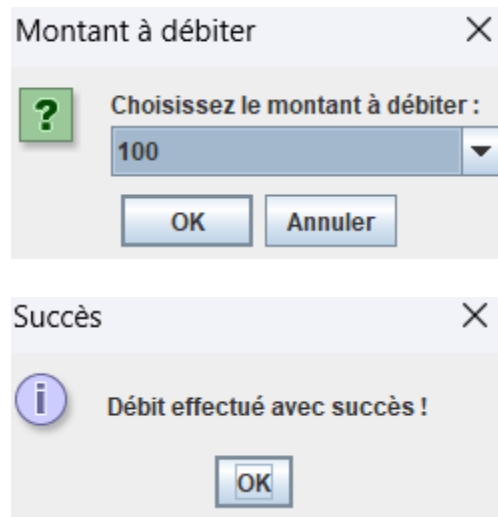 Montant à débiter
Choisissez le montant à débiter :
100
OK Annuler
Succès
Débit effectué avec succès !
OK